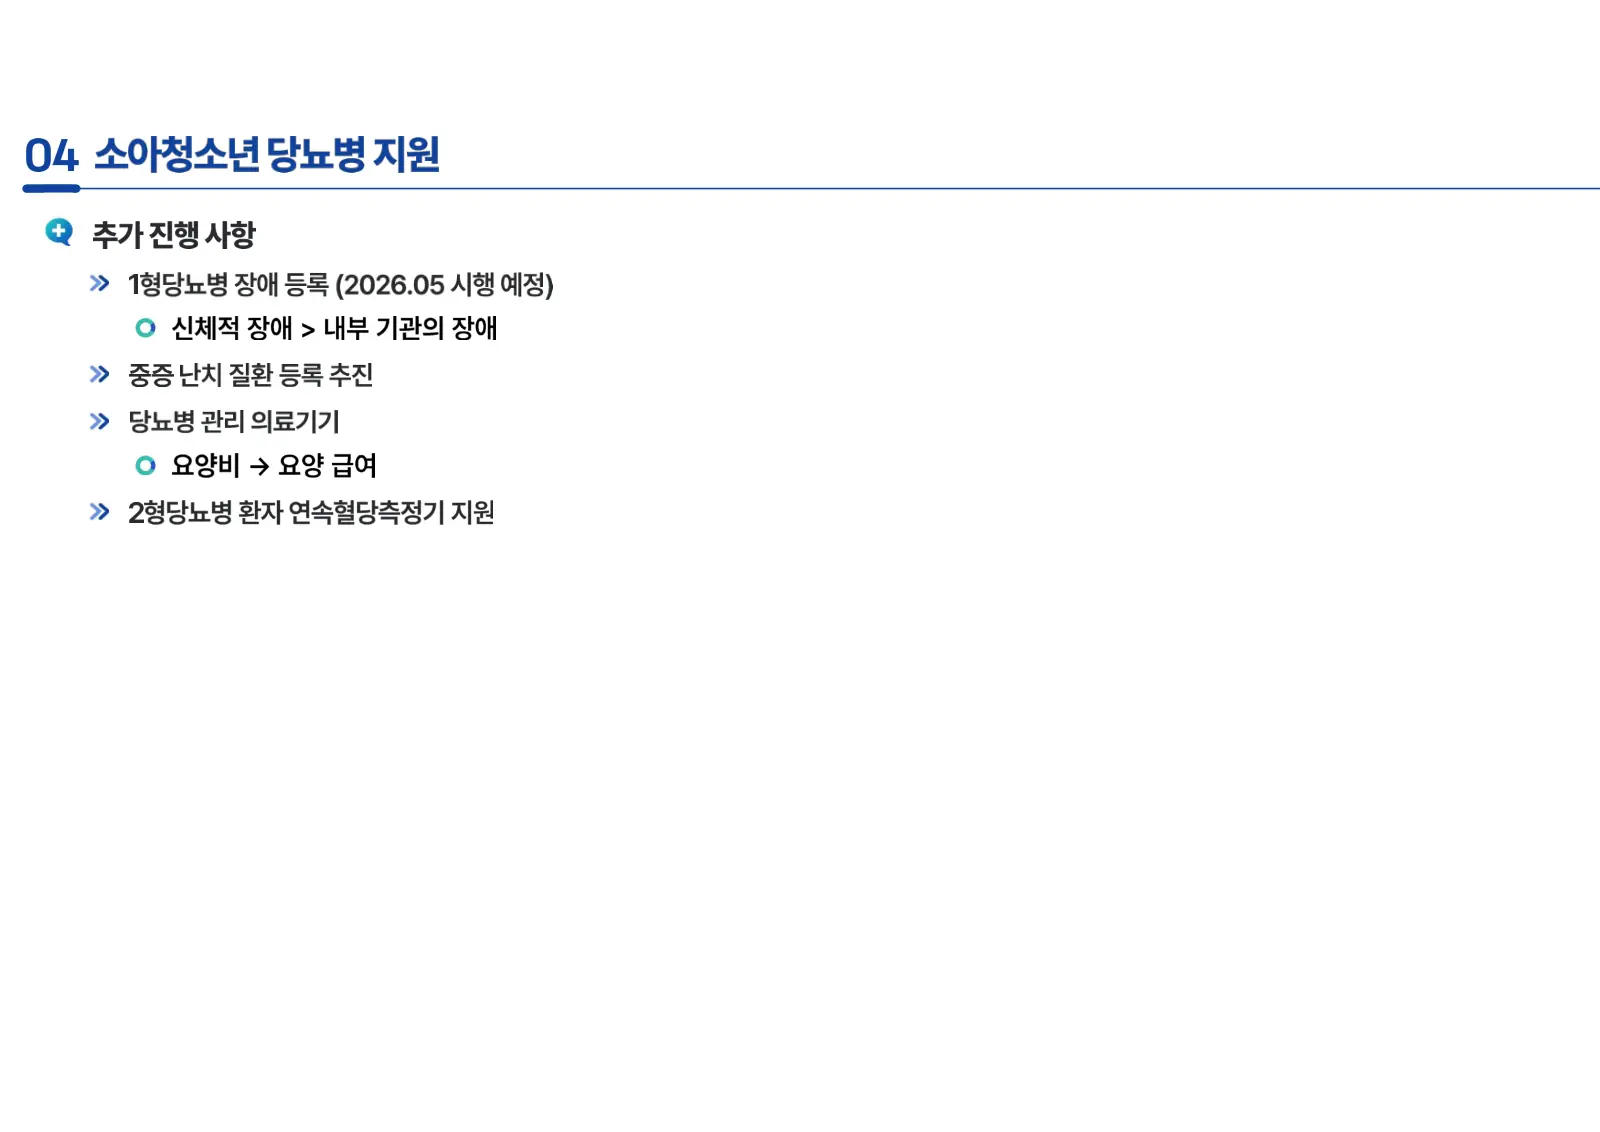 04 소아청소년 당뇨병 지원
추가 진행 사항
1형당뇨병 장애 등록 (2026.05 시행 예정)
신체적 장애 > 내부 기관의 장애
중증 난치 질환 등록 추진
당뇨병 관리 의료기기
요양비 → 요양 급여
2형당뇨병 환자 연속혈당측정기 지원